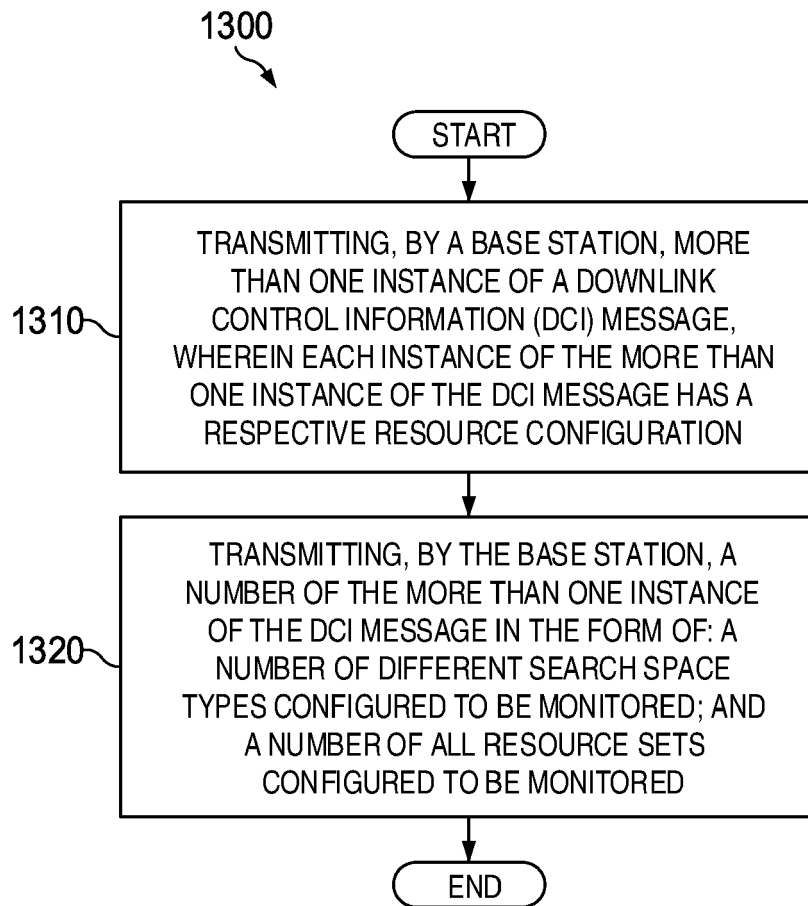 1300
START
TRANSMITTING, BY A BASE STATION, MORE
THAN ONE INSTANCE OF A DOWNLINK
CONTROL INFORMATION (DCI) MESSAGE,
WHEREIN EACH INSTANCE OF THE MORE THAN
ONE INSTANCE OF THE DCI MESSAGE HAS A
RESPECTIVE RESOURCE CONFIGURATION
1310
TRANSMITTING, BY THE BASE STATION, A
NUMBER OF THE MORE THAN ONE INSTANCE
OF THE DCI MESSAGE IN THE FORM OF: A
NUMBER OF DIFFERENT SEARCH SPACE
TYPES CONFIGURED TO BE MONITORED; AND
A NUMBER OF ALL RESOURCE SETS
CONFIGURED TO BE MONITORED
1320
END